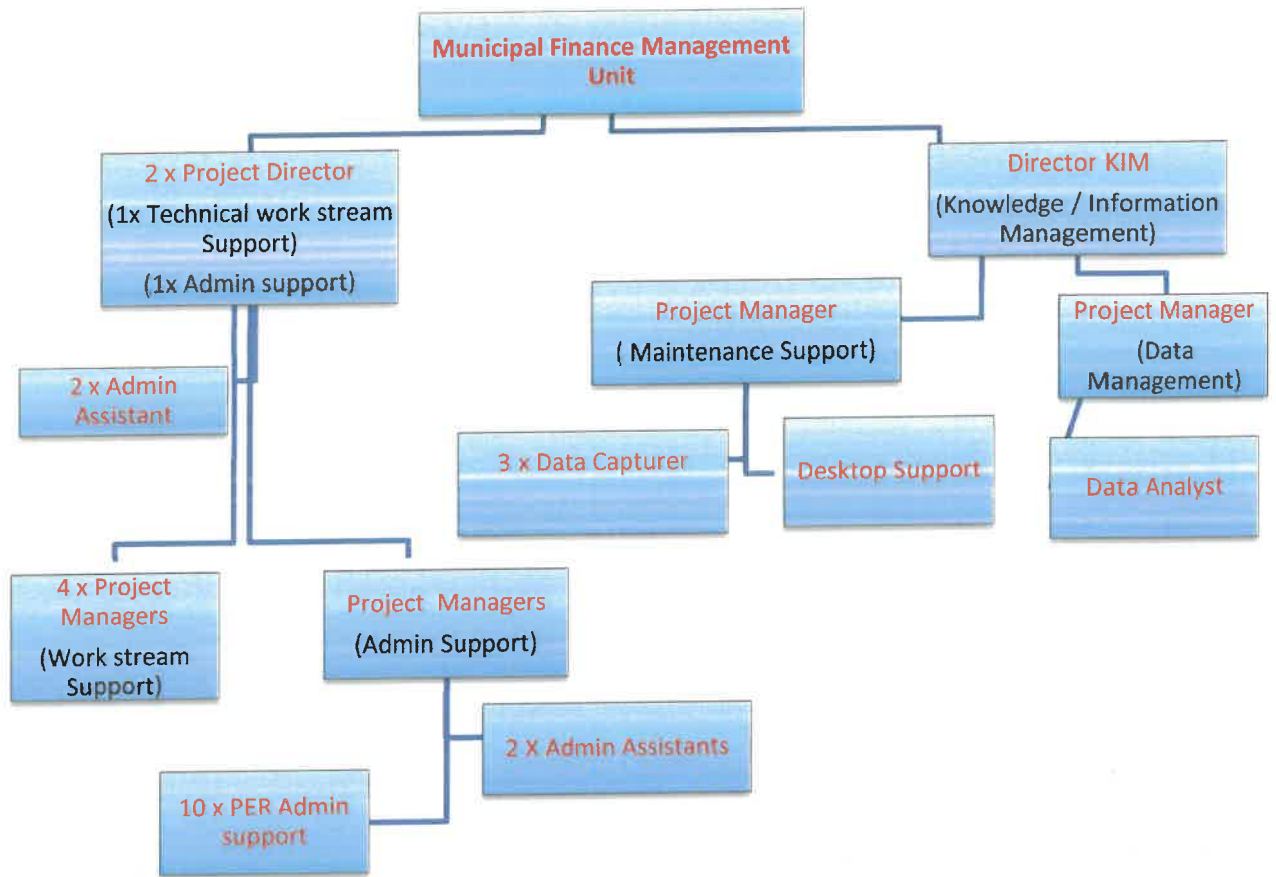 Municipal Finance Management
Unit
2 x Project Director
(1x Technical work stream
Support)
(1x Admin support)
Director KIM
(Knowledge / Information
Management)
Project Manager
( Maintenance Support)
Project Manager
(Data
Management)
2 x Admin
Assistant
3 x Data Capturer
Desktop Support
Data Analyst
4 x Project
Managers
(Work stream
Support)
Project Managers
(Admin Support)
2 X Admin Assistants
10 x PER Admin
support